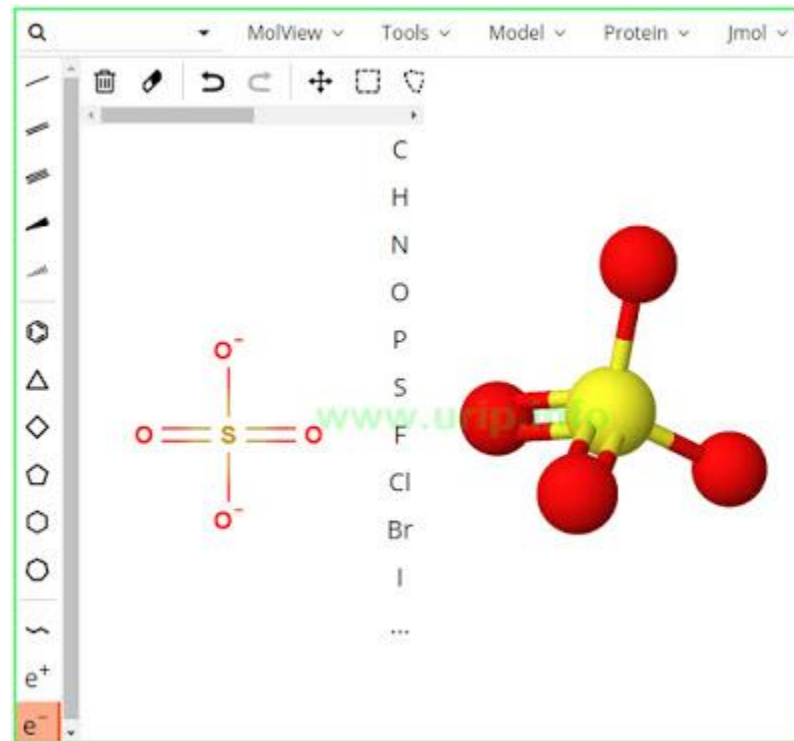 MolView Tools Model Protein Jmol
C
H
N
O
P
S
F
Cl
Br
I
...
O⁻
O S O
O⁻
www.urip.info
e⁺
e⁻